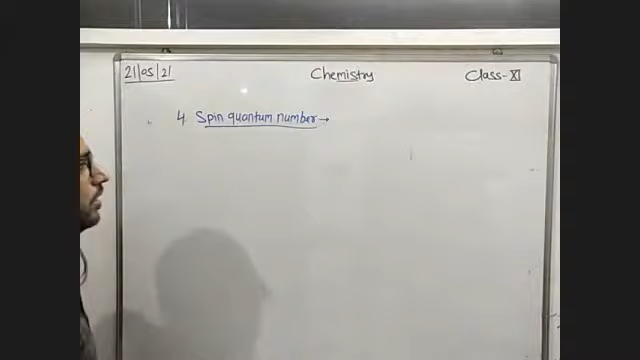 21/05/21 Chemistry Class-XI
4. Spin quantum number →